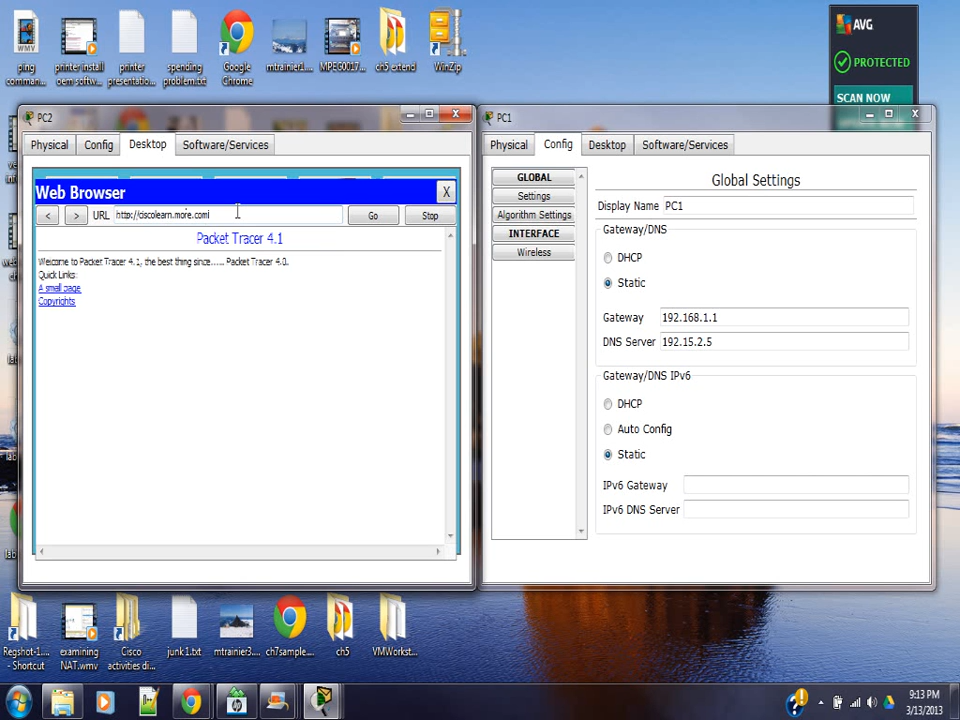 ping comman...
printer install oem softw...
printer presentatio...
spending problem.txt
Google Chrome
mtrainier1....
MPEG0017...
ch5 extend
WinZip
AVG
PROTECTED
SCAN NOW
PC2
Physical Config Desktop Software/Services
Web Browser X
< > URL http://ciscolearn.more.comi Go Stop
Packet Tracer 4.1
Welcome to Packet Tracer 4.1, the best thing since..... Packet Tracer 4.0.
Quick Links:
A small page
Copyrights
PC1
Physical Config Desktop Software/Services
GLOBAL
Settings
Algorithm Settings
INTERFACE
Wireless
Global Settings
Display Name PC1
Gateway/DNS
DHCP
Static
Gateway 192.168.1.1
DNS Server 192.15.2.5
Gateway/DNS IPv6
DHCP
Auto Config
Static
IPv6 Gateway
IPv6 DNS Server
Regshot-1.... - Shortcut
examining NAT.wmv
Cisco activities di...
junk1.txt
mtrainier3....
ch7sample....
ch5
VMWorkst...
9:13 PM
3/13/2013